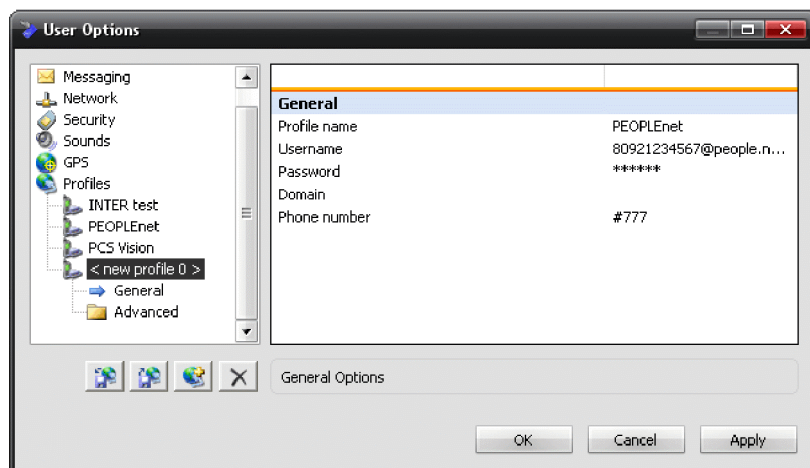 User Options
Messaging
Network
Security
Sounds
GPS
Profiles
INTER test
PEOPLEnet
PCS Vision
< new profile 0 >
General
Advanced
General
Profile name PEOPLEnet
Username 80921234567@people.n...
Password ******
Domain
Phone number #777
General Options
OK Cancel Apply